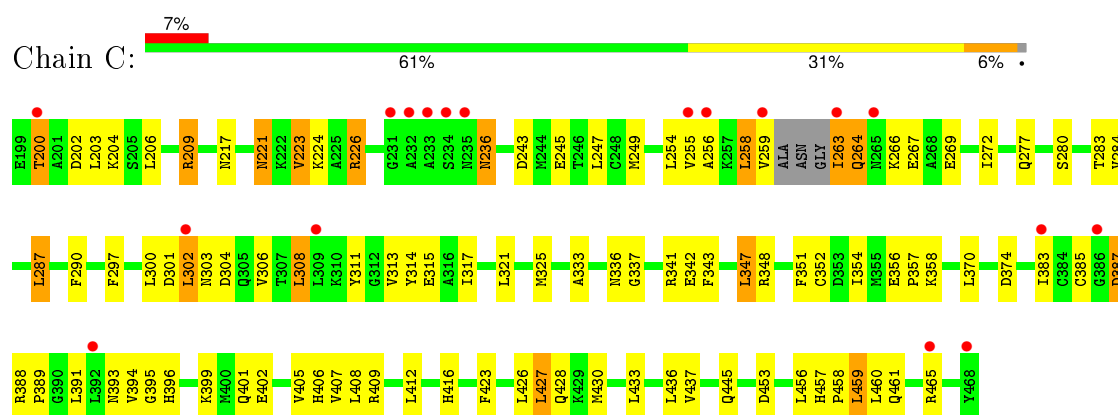 7%
Chain C:
61% 31% 6% •
E199 T200 A201 D202 L203 K204 S205 L206 R209 N217 N221 K222 V223 K224 A225 R226 G231 A232 A233 S234 N235 N236 D243 M244 E245 T246 L247 C248 M249 L254 V255 A256 K257 L258 V259 ALA ASN GLY I263 Q264 N265 K266 E267 A268 E269 I272 Q277 S280 T283 V284
L287 F290 F297 L300 D301 L302 N303 D304 Q305 V306 T307 L308 L309 K310 Y311 G312 V313 Y314 E315 A316 I317 L321 M325 A333 N336 G337 R341 E342 F343 L347 R348 F351 C352 D353 I354 M355 E356 P357 K358 L370 D374 I383 C384 C385 G386 D387
R388 P389 G390 L391 L392 N393 V394 G395 H396 K399 M400 Q401 E402 V405 H406 V407 L408 R409 L412 H416 F423 L426 L427 Q428 K429 M430 L433 L436 V437 Q445 D453 L456 H457 P458 L459 L460 Q461 R465 Y468